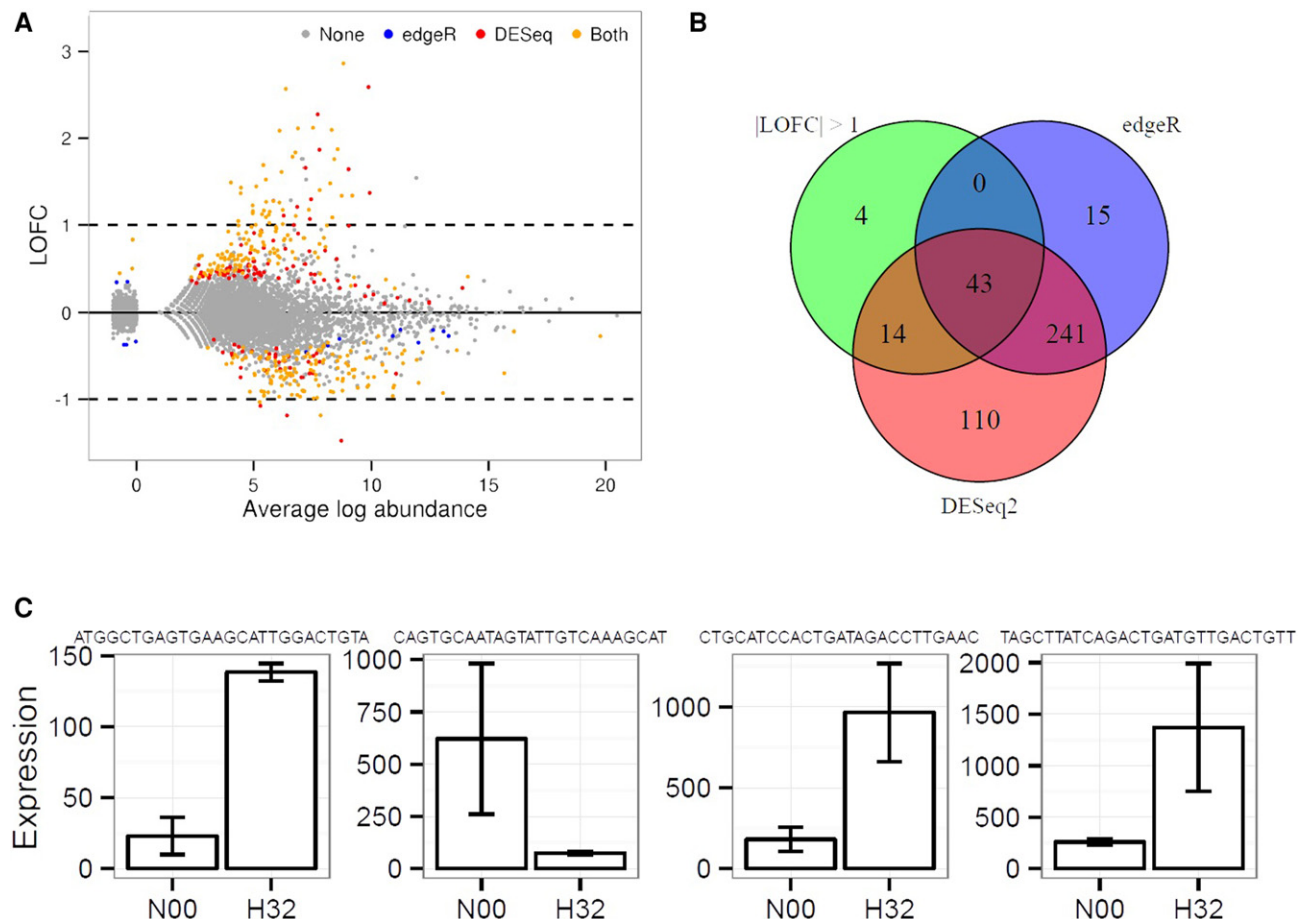 A
None edgeR DESeq Both
LOFC
3
2
1
0
-1
0 5 10 15 20
Average log abundance
B
|LOFC| > 1
edgeR
4
0
15
43
14
241
110
DESeq2
C
ATGGCTGAGTGAAGCATTGGACTGTA CAGTGCAATAGTATTGTCAAAGCAT CTGCATCCACTGATAGACCTTGAAC TAGCTTATCAGACTGATGTTGACTGTT
Expression
150
100
50
0
N00 H32
1000
750
500
250
0
N00 H32
1000
500
0
N00 H32
2000
1500
1000
500
0
N00 H32